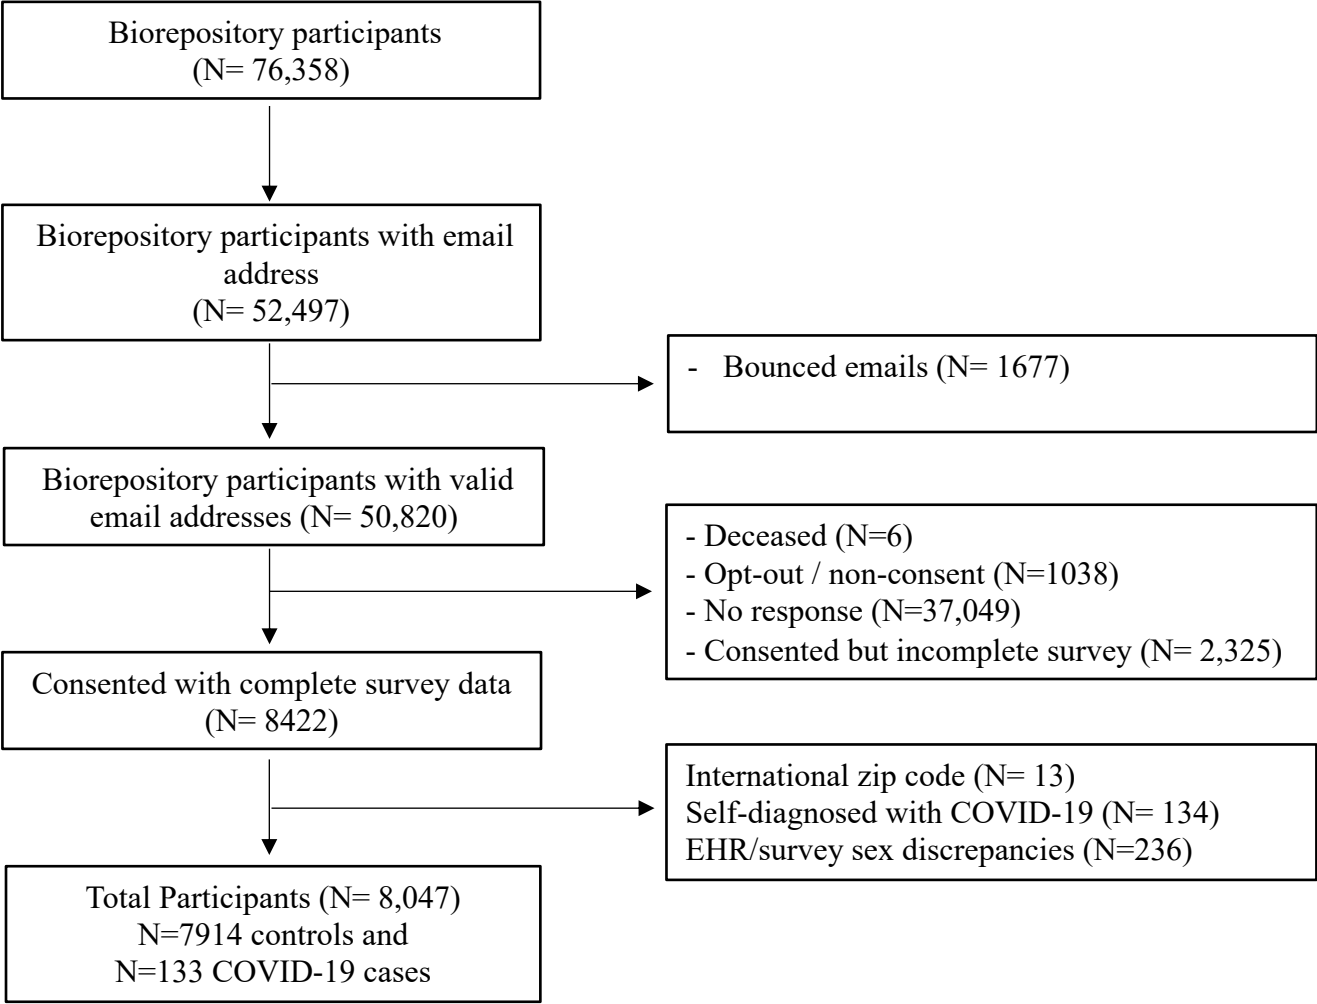 Biorepository participants
(N= 76,358)
Biorepository participants with email
address
(N= 52,497)
- Bounced emails (N= 1677)
Biorepository participants with valid
email addresses (N= 50,820)
- Deceased (N=6)
- Opt-out / non-consent (N=1038)
- No response (N=37,049)
- Consented but incomplete survey (N= 2,325)
Consented with complete survey data
(N= 8422)
International zip code (N= 13)
Self-diagnosed with COVID-19 (N= 134)
EHR/survey sex discrepancies (N=236)
Total Participants (N= 8,047)
N=7914 controls and
N=133 COVID-19 cases